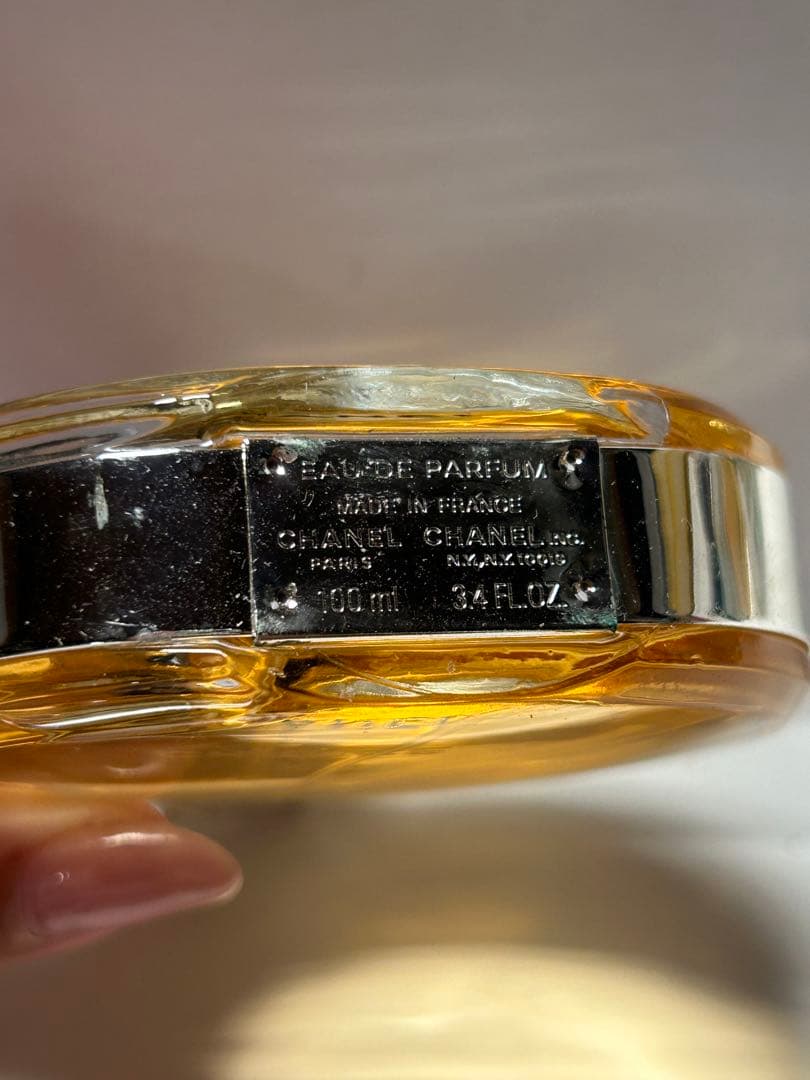 EAU DE PARFUM
MADE IN FRANCE
CHANEL CHANEL INC.
PARIS N.Y., N.Y. 10019
100 ml 3.4 FL.OZ.